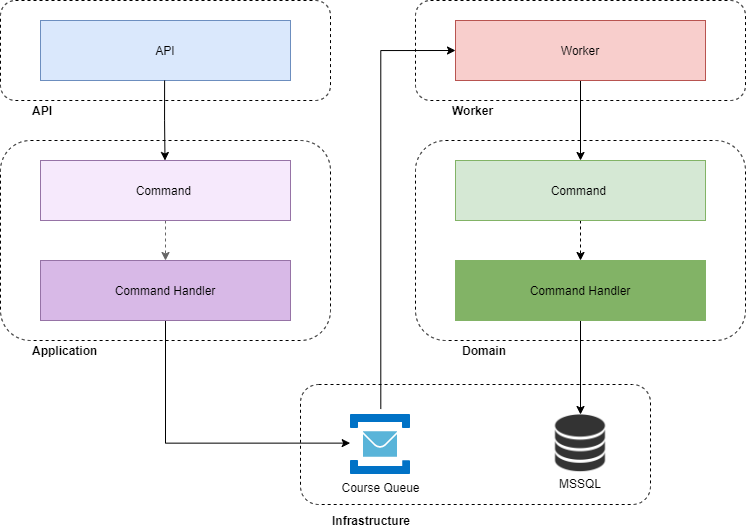 API
Worker
API
Worker
Command
Command
Command Handler
Command Handler
Application
Domain
Course Queue
MSSQL
Infrastructure